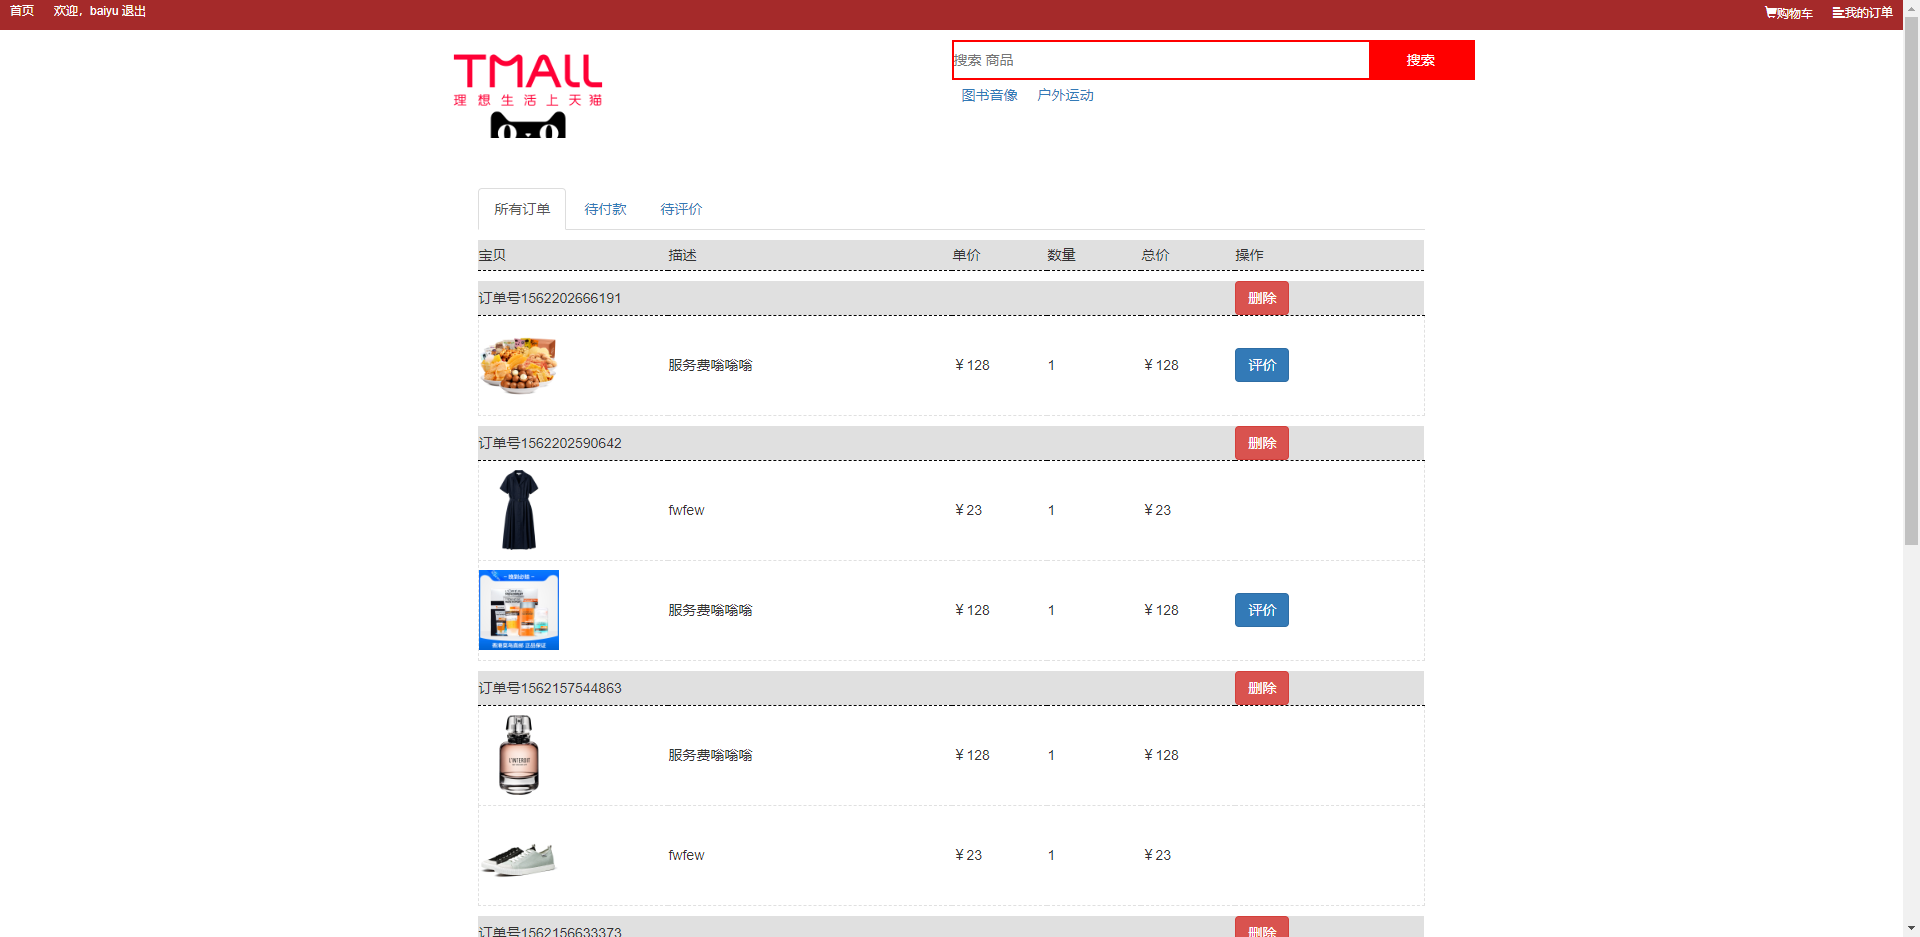 首页 欢迎，baiyu 退出 购物车 我的订单
TMALL
理想生活上天猫
搜索 商品 搜索
图书音像 户外运动
所有订单 待付款 待评价
宝贝 描述 单价 数量 总价 操作
订单号1562202666191 删除
服务费嗡嗡嗡 ￥128 1 ￥128 评价
订单号1562202590642 删除
fwfew ￥23 1 ￥23
服务费嗡嗡嗡 ￥128 1 ￥128 评价
订单号1562157544863 删除
L'INTERDIT
服务费嗡嗡嗡 ￥128 1 ￥128
fwfew ￥23 1 ￥23
订单号1562156633373 删除